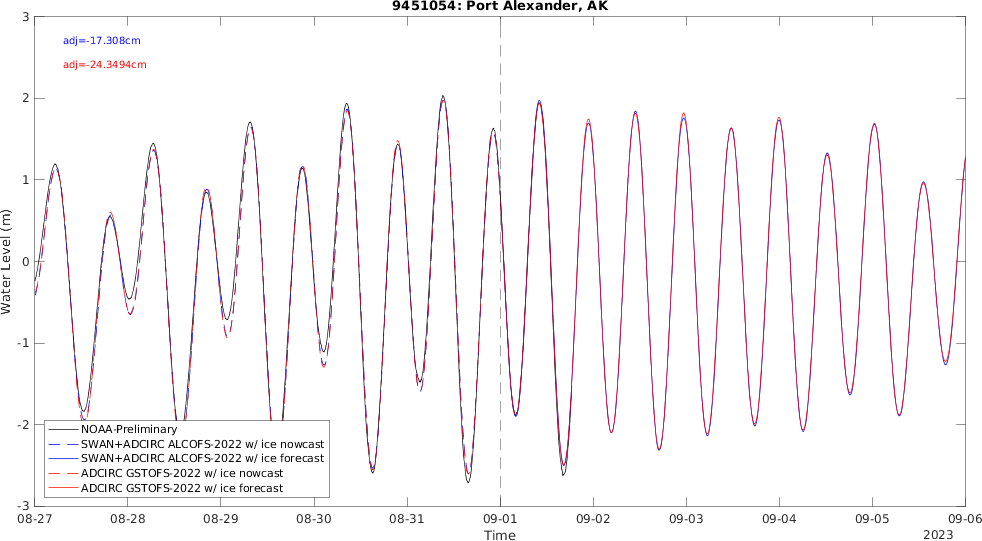 9451054: Port Alexander, AK
adj=-17.308cm
adj=-24.3494cm
Water Level (m)
3
2
1
0
-1
-2
-3
NOAA-Preliminary
SWAN+ADCIRC ALCOFS-2022 w/ ice nowcast
SWAN+ADCIRC ALCOFS-2022 w/ ice forecast
ADCIRC GSTOFS-2022 w/ ice nowcast
ADCIRC GSTOFS-2022 w/ ice forecast
08-27 08-28 08-29 08-30 08-31 09-01 09-02 09-03 09-04 09-05 09-06
Time
2023